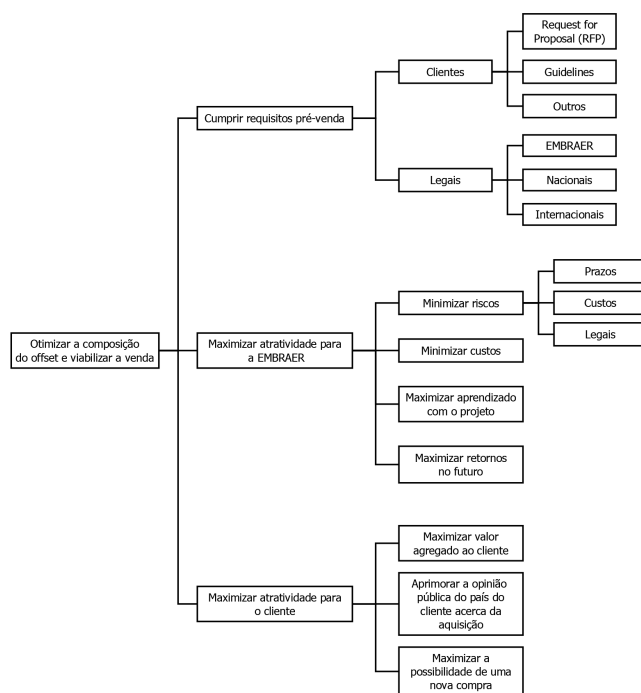 Request for
Proposal (RFP)
Clientes
Guidelines
Outros
Cumprir requisitos pré-venda
EMBRAER
Legais
Nacionais
Internacionais
Prazos
Minimizar riscos
Custos
Legais
Otimizar a composição
do offset e viabilizar a venda
Maximizar atratividade para
a EMBRAER
Minimizar custos
Maximizar aprendizado
com o projeto
Maximizar retornos
no futuro
Maximizar valor
agregado ao cliente
Maximizar atratividade para
o cliente
Aprimorar a opinião
pública do país do
cliente acerca da
aquisição
Maximizar a
possibilidade de uma
nova compra